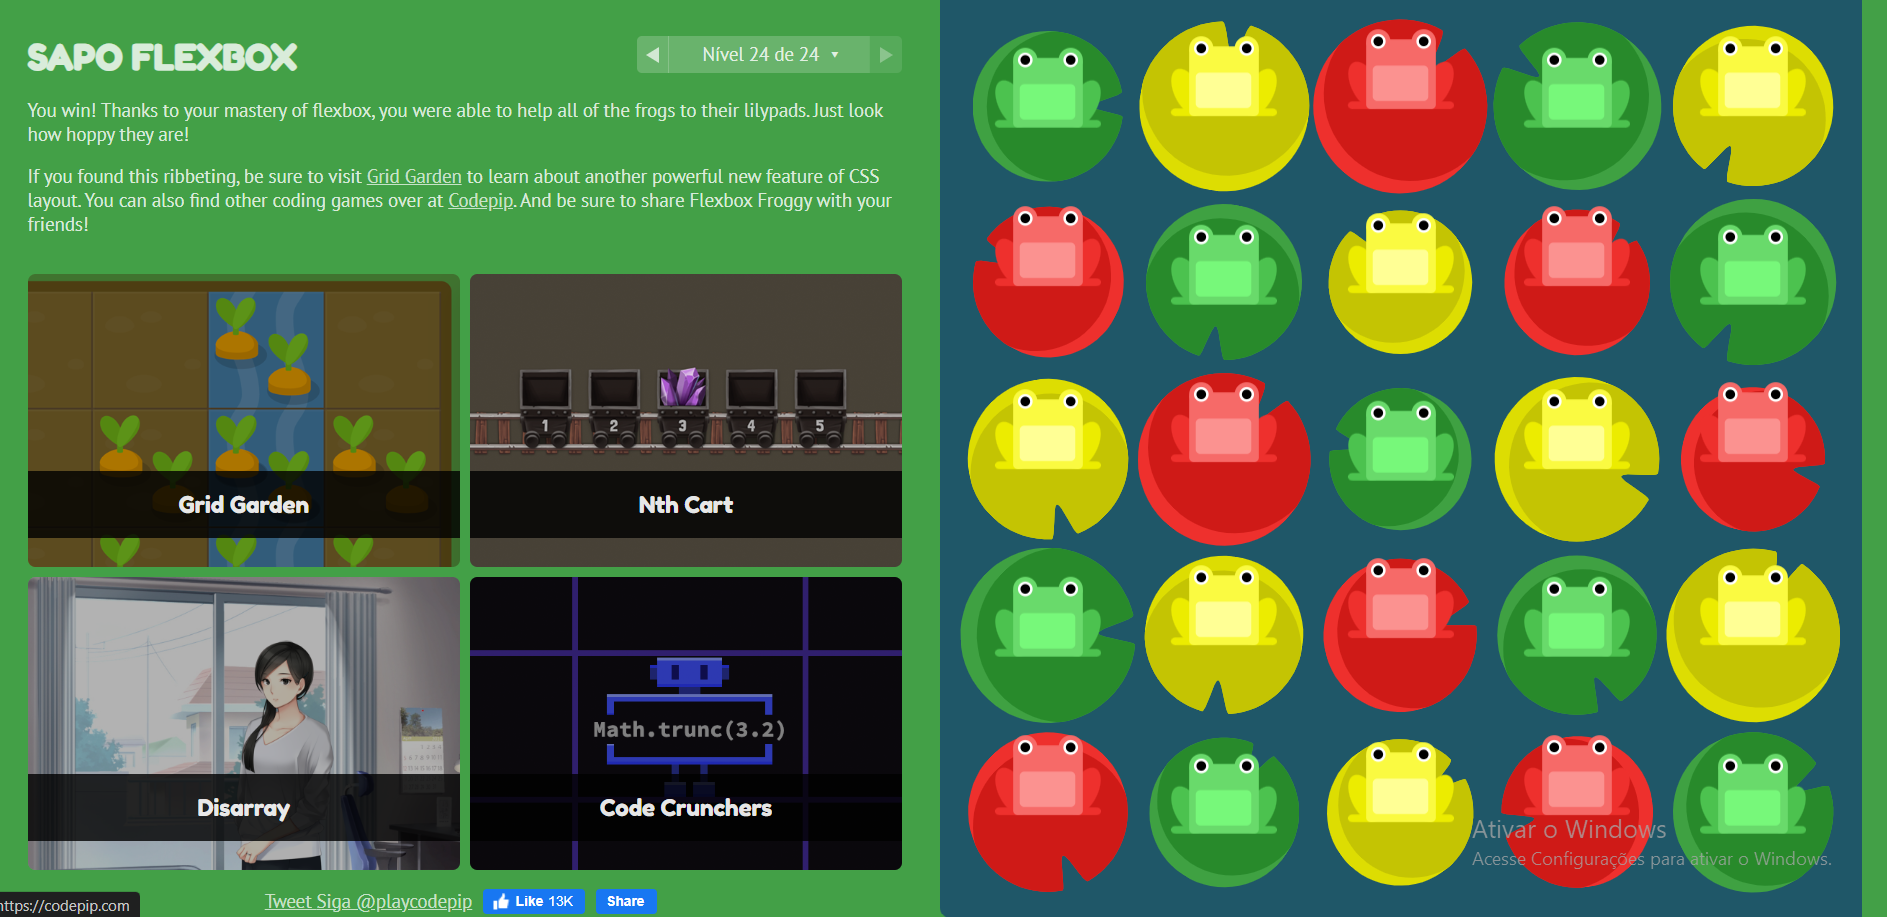 SAPO FLEXBOX
◀ Nível 24 de 24 ▾ ▶
You win! Thanks to your mastery of flexbox, you were able to help all of the frogs to their lilypads. Just look
how hoppy they are!
If you found this ribbeting, be sure to visit Grid Garden to learn about another powerful new feature of CSS
layout. You can also find other coding games over at Codepip. And be sure to share Flexbox Froggy with your
friends!
Grid Garden
1 2 3 4 5
Nth Cart
Disarray
Math.trunc(3.2)
Code Crunchers
Tweet Siga @playcodepip Like 13K Share
https://codepip.com
Ativar o Windows
Acesse Configurações para ativar o Windows.